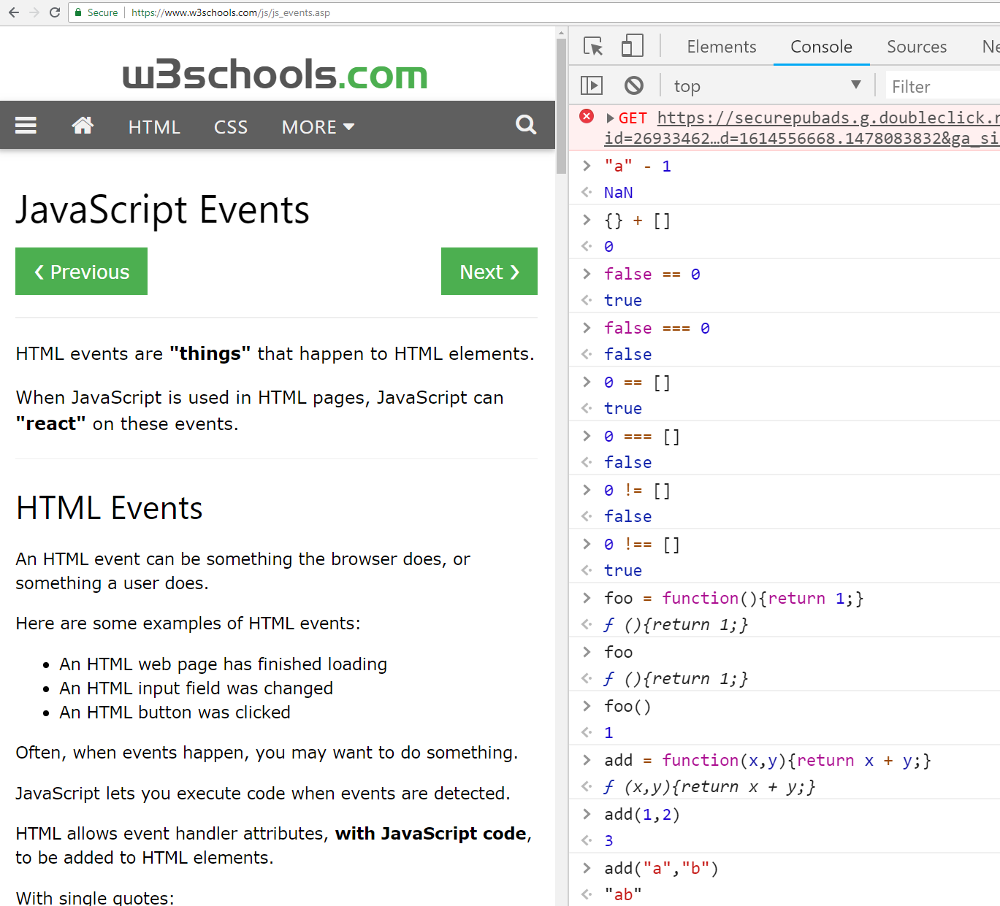 Secure | https://www.w3schools.com/js/js_events.asp
w3schools.com
HTML CSS MORE
JavaScript Events
❮ Previous
Next ❯
HTML events are "things" that happen to HTML elements.
When JavaScript is used in HTML pages, JavaScript can
"react" on these events.
HTML Events
An HTML event can be something the browser does, or
something a user does.
Here are some examples of HTML events:
• An HTML web page has finished loading
• An HTML input field was changed
• An HTML button was clicked
Often, when events happen, you may want to do something.
JavaScript lets you execute code when events are detected.
HTML allows event handler attributes, with JavaScript code,
to be added to HTML elements.
With single quotes:
Elements Console Sources Ne
top Filter
GET https://securepubads.g.doubleclick.n
id=26933462…d=1614556668.1478083832&ga_si
> "a" - 1
NaN
> {} + []
0
> false == 0
true
> false === 0
false
> 0 == []
true
> 0 === []
false
> 0 != []
false
> 0 !== []
true
> foo = function(){return 1;}
ƒ (){return 1;}
> foo
ƒ (){return 1;}
> foo()
1
> add = function(x,y){return x + y;}
ƒ (x,y){return x + y;}
> add(1,2)
3
> add("a","b")
"ab"